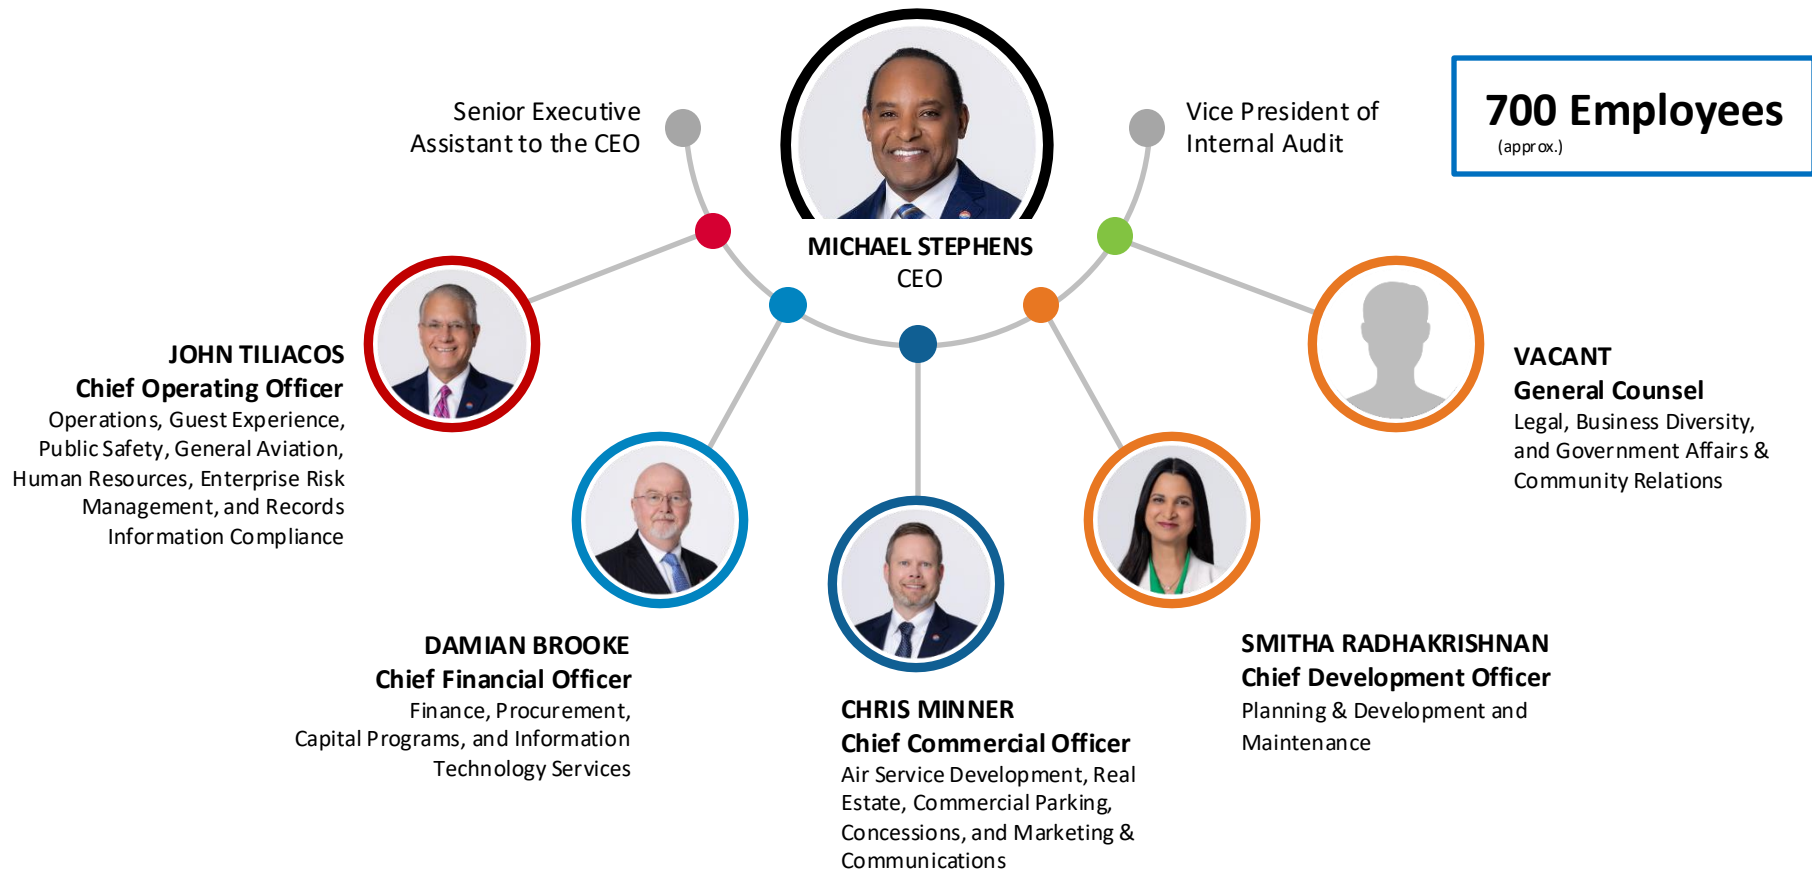 Senior Executive
Assistant to the CEO
Vice President of
Internal Audit
700 Employees
(approx.)
MICHAEL STEPHENS
CEO
JOHN TILIACOS
Chief Operating Officer
Operations, Guest Experience,
Public Safety, General Aviation,
Human Resources, Enterprise Risk
Management, and Records
Information Compliance
VACANT
General Counsel
Legal, Business Diversity,
and Government Affairs &
Community Relations
DAMIAN BROOKE
Chief Financial Officer
Finance, Procurement,
Capital Programs, and Information
Technology Services
CHRIS MINNER
Chief Commercial Officer
Air Service Development, Real
Estate, Commercial Parking,
Concessions, and Marketing &
Communications
SMITHA RADHAKRISHNAN
Chief Development Officer
Planning & Development and
Maintenance